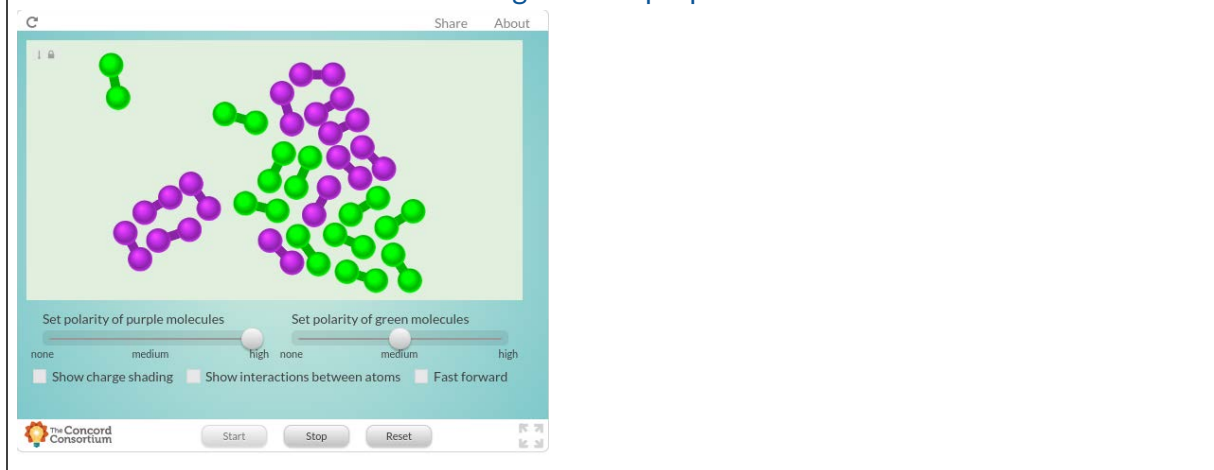 Share About
Set polarity of purple molecules Set polarity of green molecules
none medium high none medium high
Show charge shading Show interactions between atoms Fast forward
The Concord
Consortium
Start Stop Reset